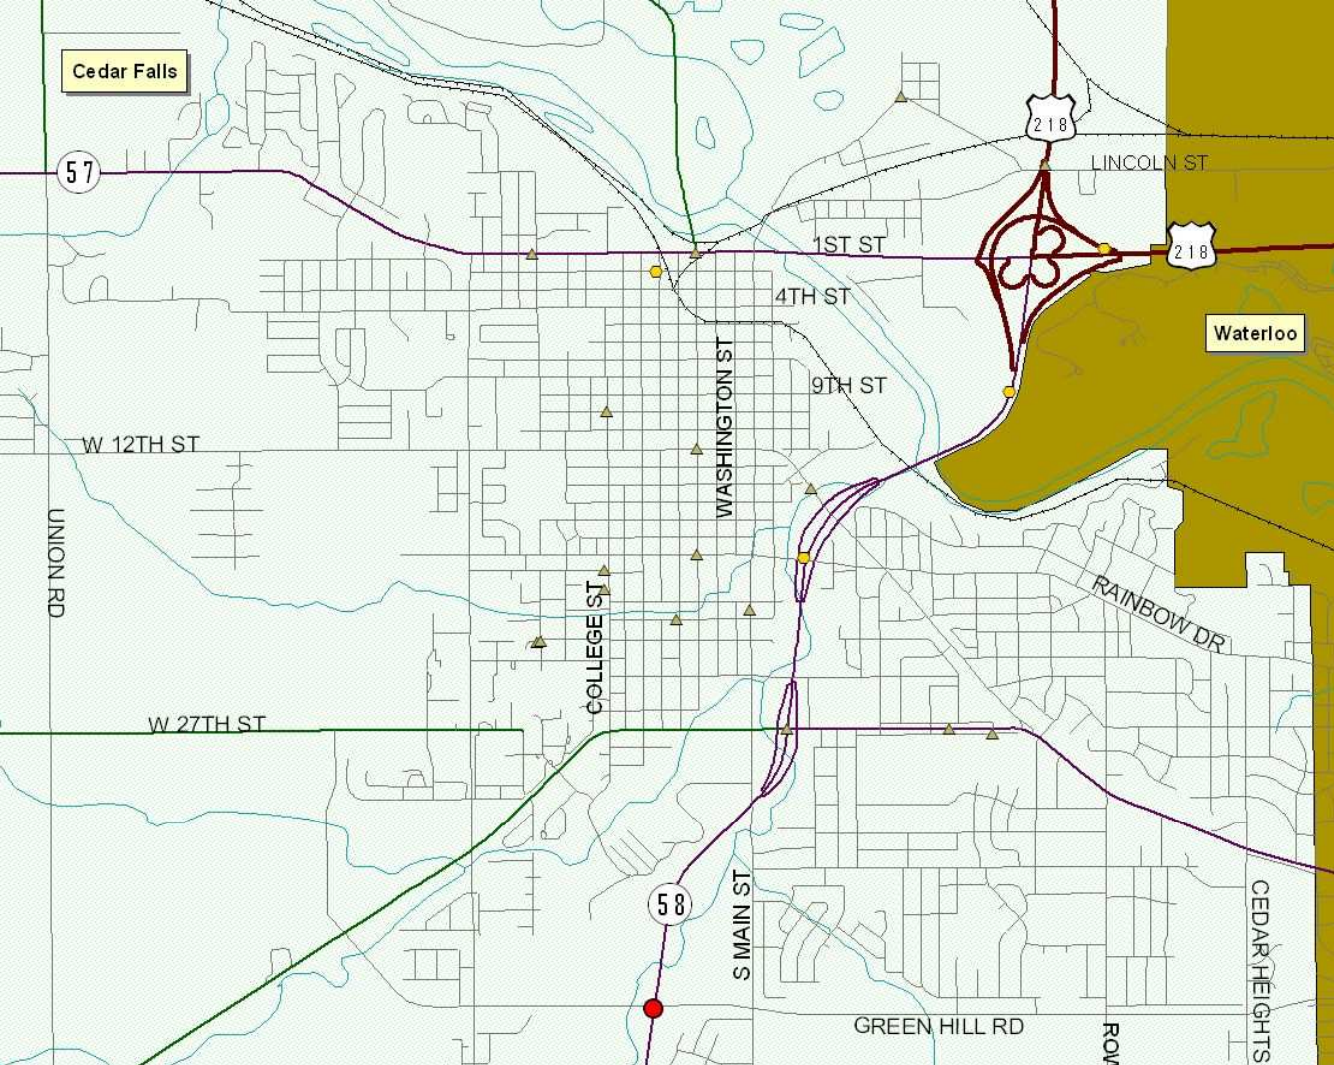 Cedar Falls
218
57
LINCOLN ST
1ST ST
218
4TH ST
Waterloo
WASHINGTON ST
9TH ST
W 12TH ST
UNION RD
COLLEGE ST
RAINBOW DR
W 27TH ST
58
S MAIN ST
CEDAR HEIGHTS
GREEN HILL RD
ROW